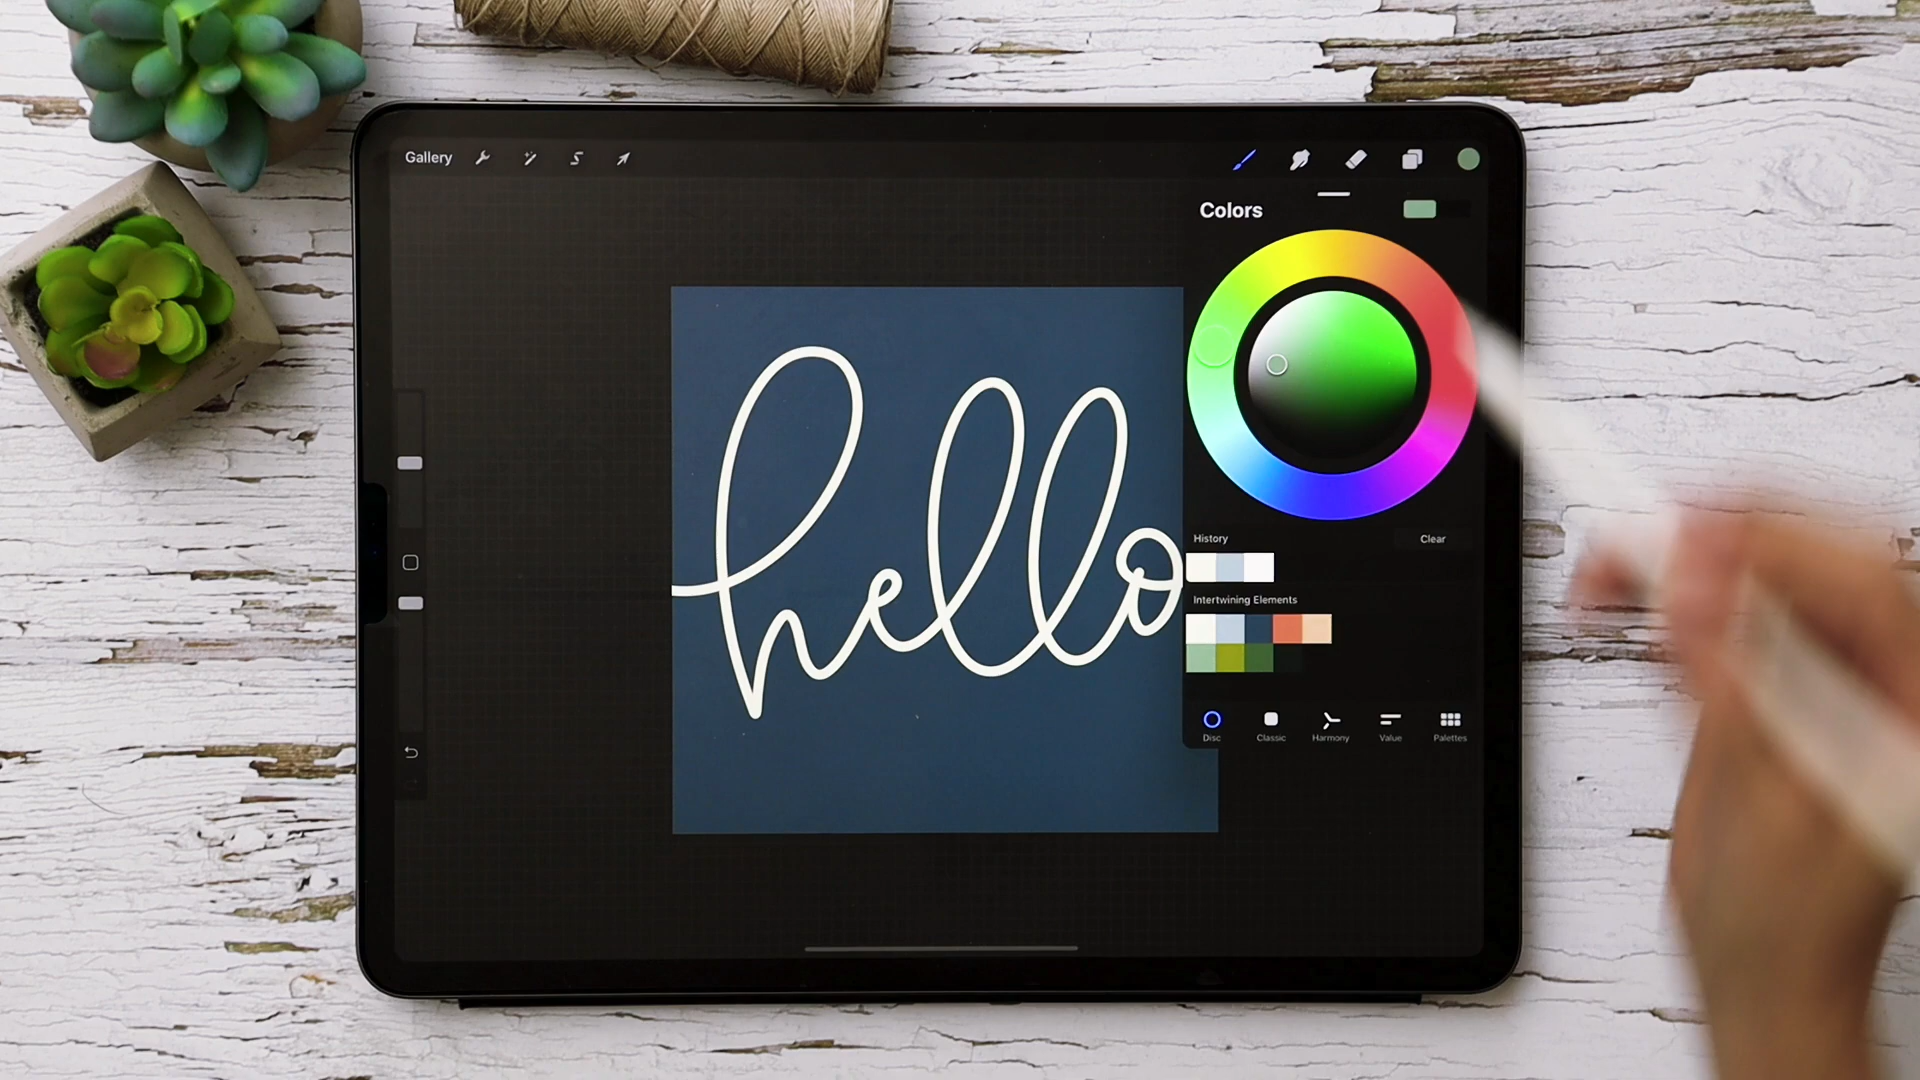 Gallery
Colors
hello
History
Clear
Intertwining Elements
Disc
Classic
Harmony
Value
Palettes